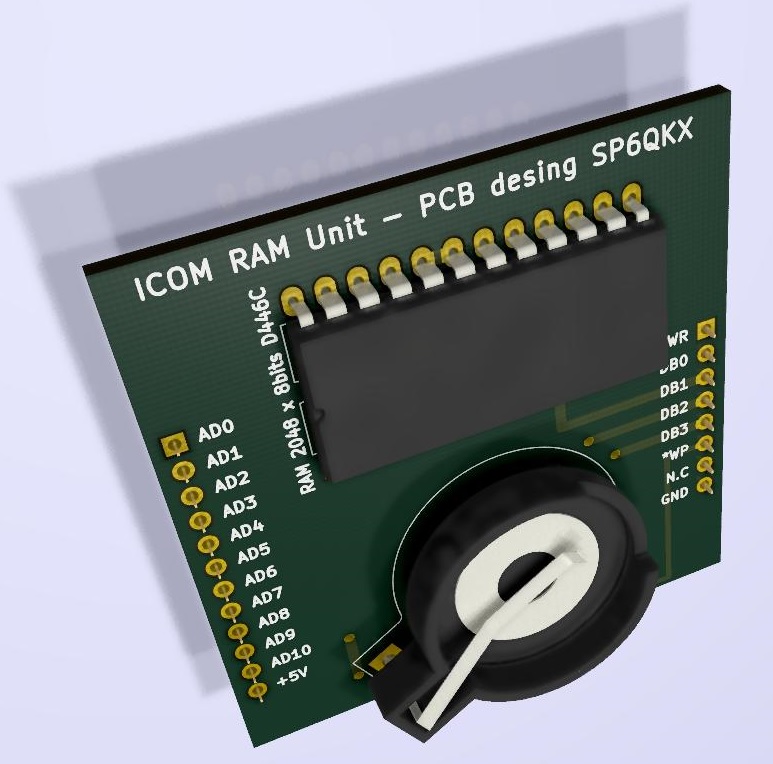 ICOM RAM Unit – PCB desing SP6QKX
RAM 2048 x 8bits D446C
AD0
AD1
AD2
AD3
AD4
AD5
AD6
AD7
AD8
AD9
AD10
+5V
WR
DB0
DB1
DB2
DB3
*WP
N.C
GND